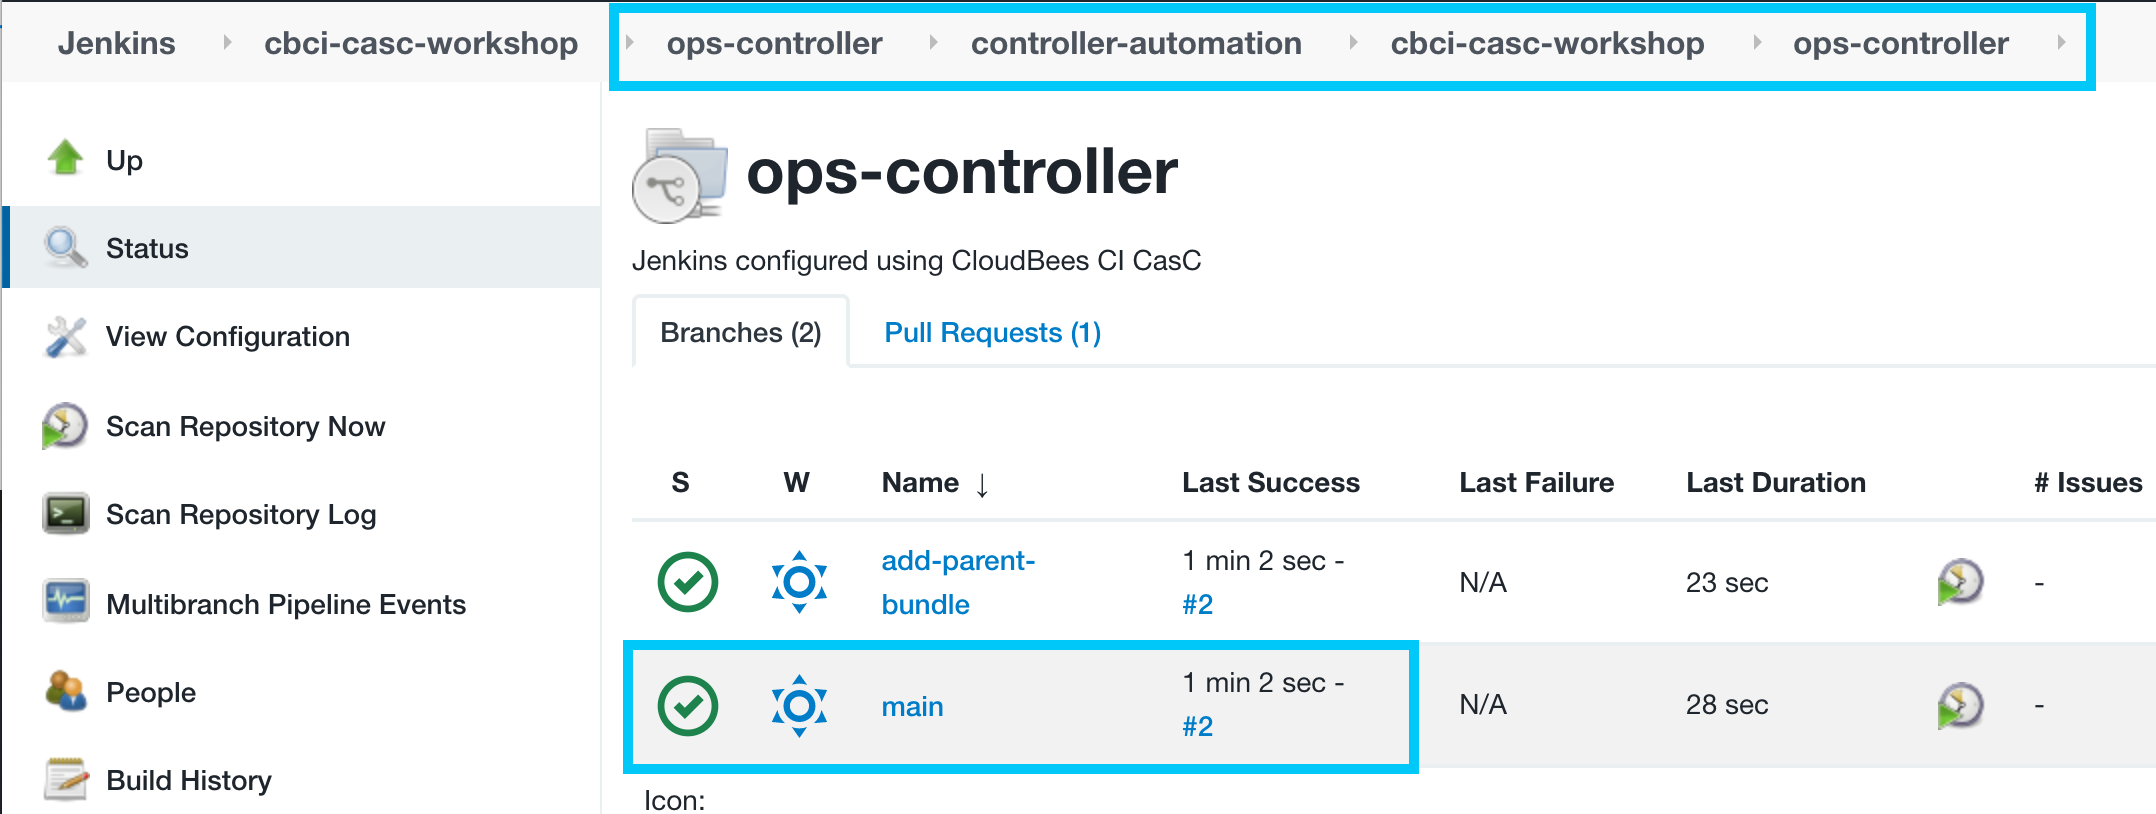 Jenkins cbci-casc-workshop ops-controller controller-automation cbci-casc-workshop ops-controller
Up
Status
View Configuration
Scan Repository Now
Scan Repository Log
Multibranch Pipeline Events
People
Build History
ops-controller
Jenkins configured using CloudBees CI CasC
Branches (2) Pull Requests (1)
S W Name ↓ Last Success Last Failure Last Duration # Issues
add-parent-bundle 1 min 2 sec - #2 N/A 23 sec -
main 1 min 2 sec - #2 N/A 28 sec -
Icon: